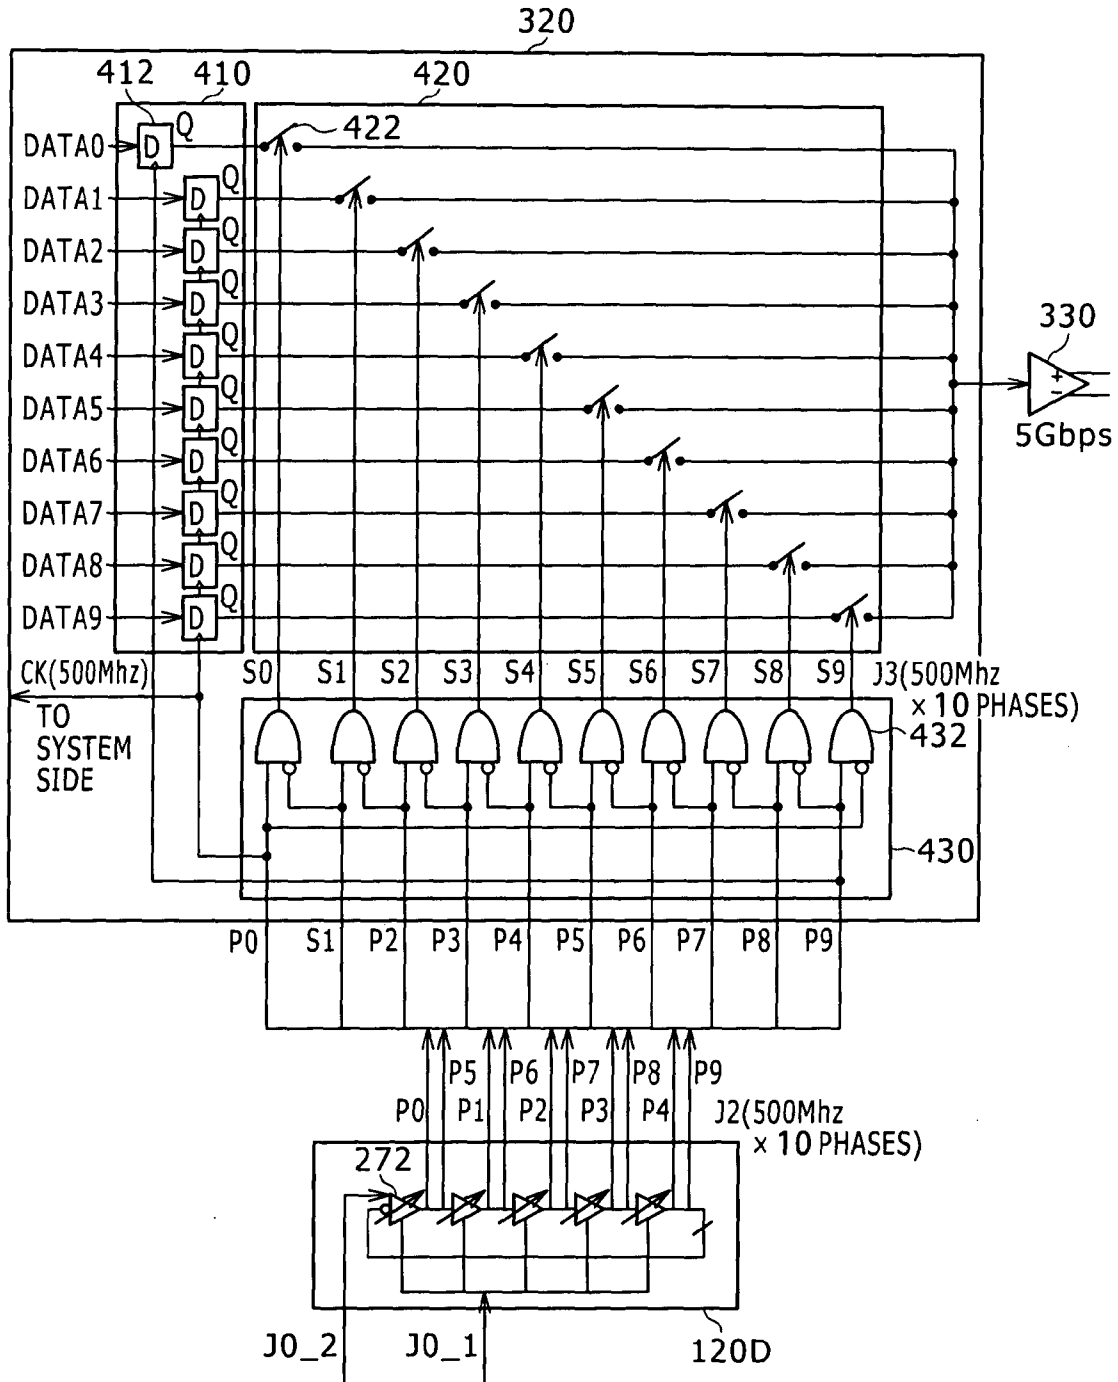 320
412 410 420
DATA0 D Q 422
DATA1 D Q
DATA2 D Q
DATA3 D Q
330
DATA4 D Q
+
-
DATA5 D Q
5Gbps
DATA6 D Q
DATA7 D Q
DATA8 D Q
DATA9 D Q
CK(500Mhz) S0 S1 S2 S3 S4 S5 S6 S7 S8 S9 J3(500Mhz
× 10 PHASES)
TO
SYSTEM
SIDE
432
430
P0 S1 P2 P3 P4 P5 P6 P7 P8 P9
P5 P6 P7 P8 P9
P0 P1 P2 P3 P4 J2(500Mhz
× 10 PHASES)
272
J0_2 J0_1 120D